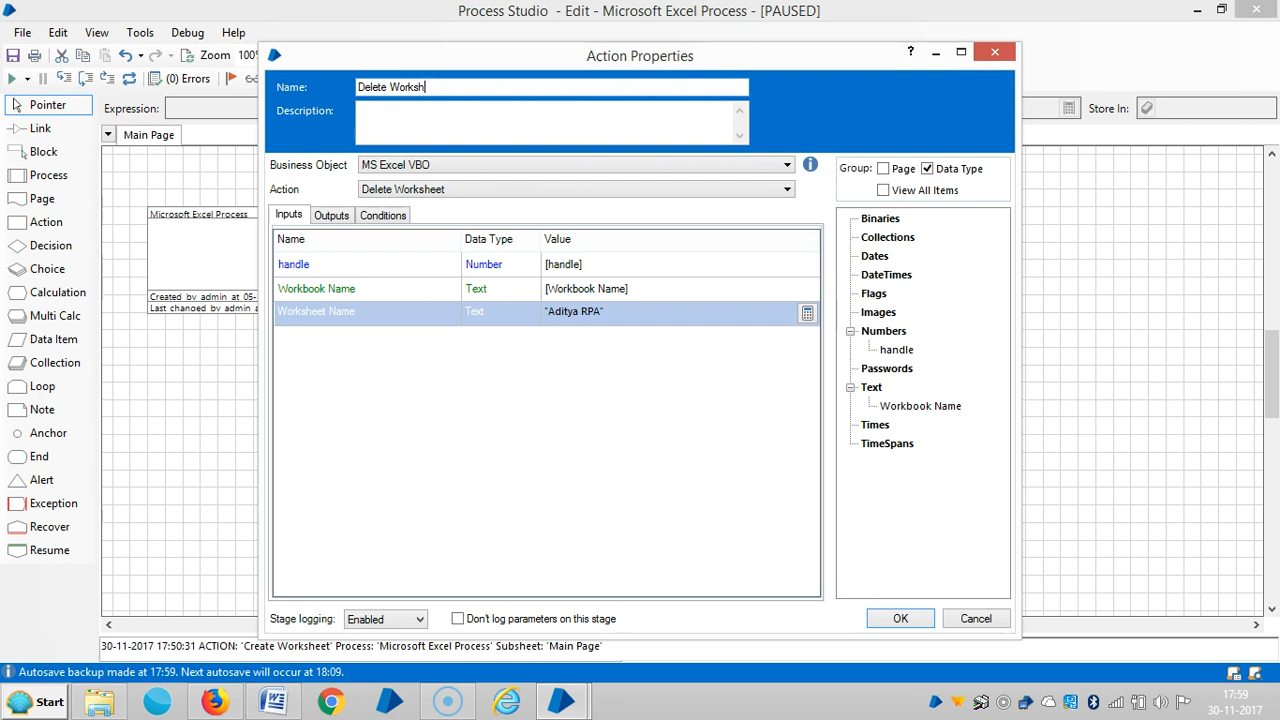 Process Studio - Edit - Microsoft Excel Process - [PAUSED]
File Edit View Tools Debug Help
Zoom 100%
(0) Errors
Expression:
Store In:
Main Page
Pointer
Link
Block
Process
Page
Action
Decision
Choice
Calculation
Multi Calc
Data Item
Collection
Loop
Note
Anchor
End
Alert
Exception
Recover
Resume
Microsoft Excel Process
Created by admin at 05-
Last changed by admin a
Action Properties
?
Name: Delete Worksh
Description:
Business Object MS Excel VBO
Action Delete Worksheet
Inputs Outputs Conditions
Name Data Type Value
handle Number [handle]
Workbook Name Text [Workbook Name]
Worksheet Name Text "Aditya RPA"
Group: Page Data Type
View All Items
Binaries
Collections
Dates
DateTimes
Flags
Images
Numbers
handle
Passwords
Text
Workbook Name
Times
TimeSpans
Stage logging: Enabled Don't log parameters on this stage
OK Cancel
30-11-2017 17:50:31 ACTION: 'Create Worksheet' Process: 'Microsoft Excel Process' Subsheet: 'Main Page'
Autosave backup made at 17:59. Next autosave will occur at 18:09.
Start
17:59
30-11-2017